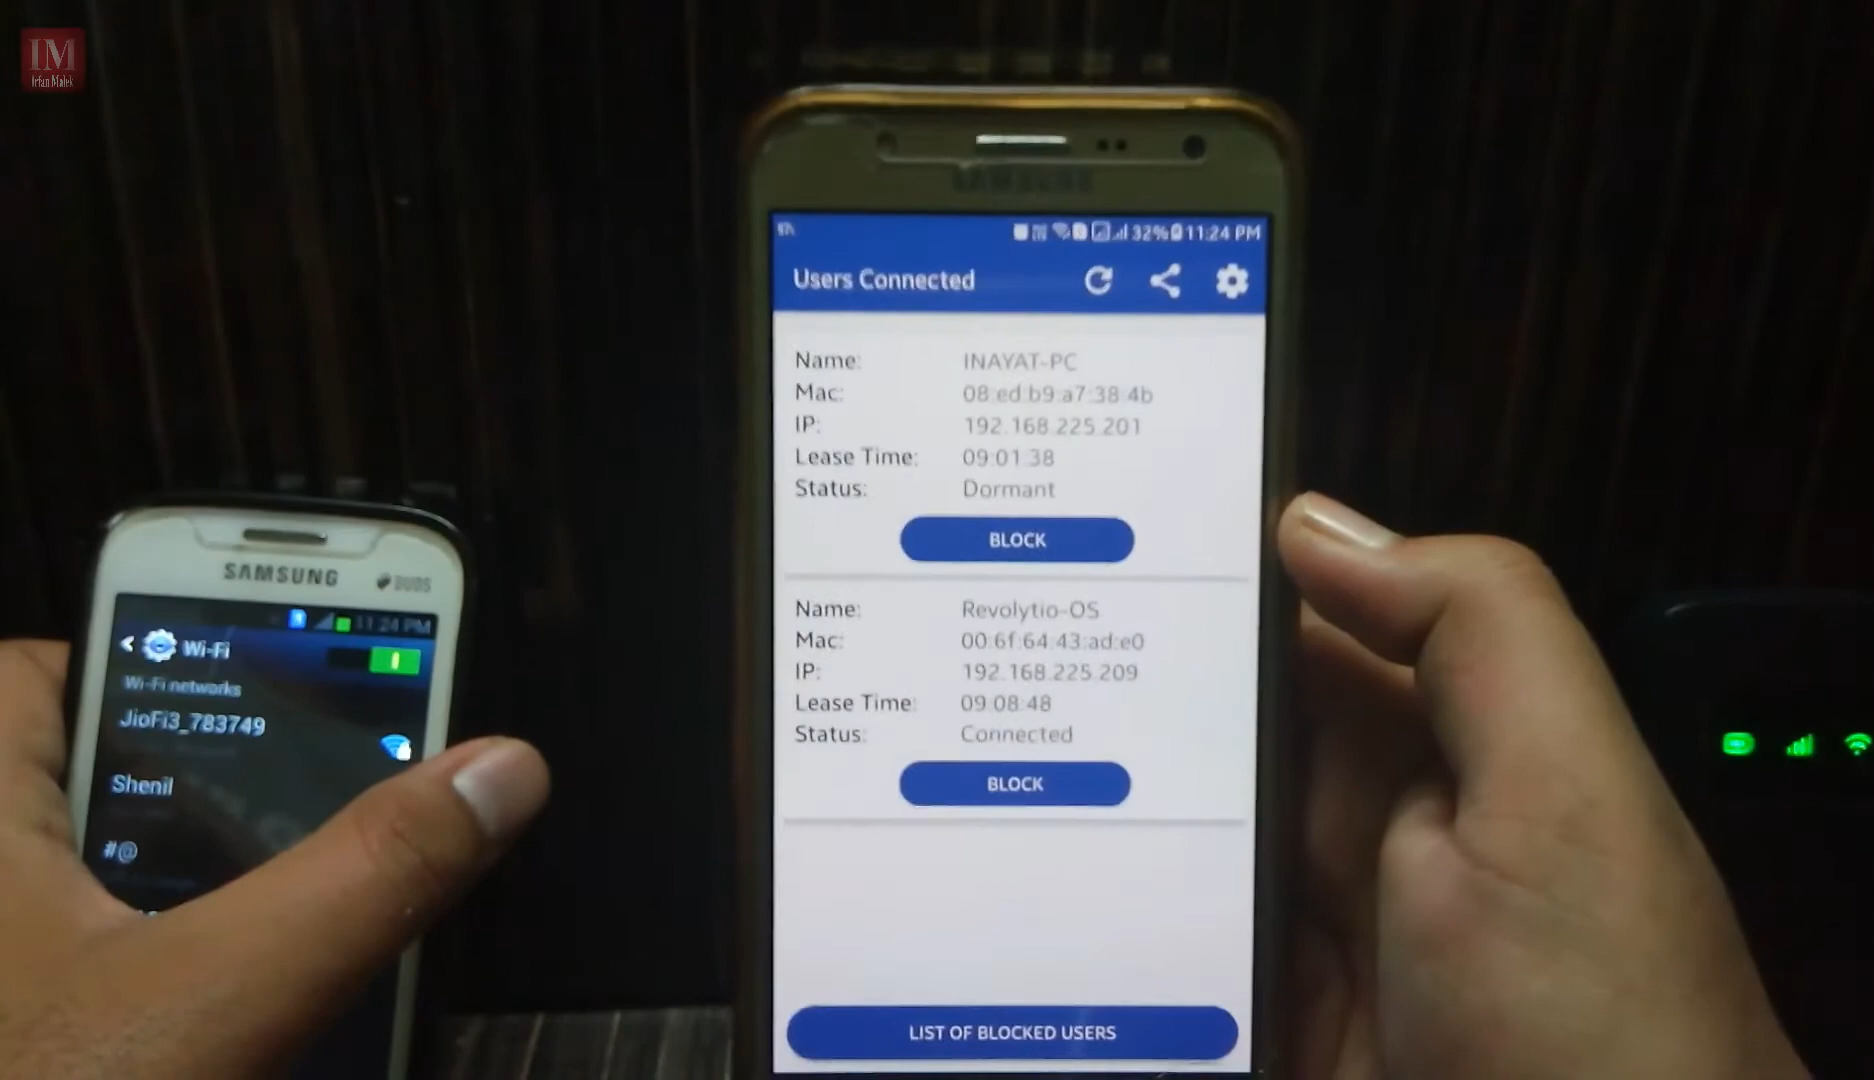 IM
Irfan Malek
SAMSUNG
32% 11:24 PM
Users Connected
Name: INAYAT-PC
Mac: 08:ed:b9:a7:38:4b
IP: 192.168.225.201
Lease Time: 09:01:38
Status: Dormant
BLOCK
Name: Revolytio-OS
Mac: 00:6f:64:43:ad:e0
IP: 192.168.225.209
Lease Time: 09:08:48
Status: Connected
BLOCK
LIST OF BLOCKED USERS
SAMSUNG DUOS
11:24 PM
Wi-Fi
Wi-Fi networks
JioFi3_783749
Shenil
#@